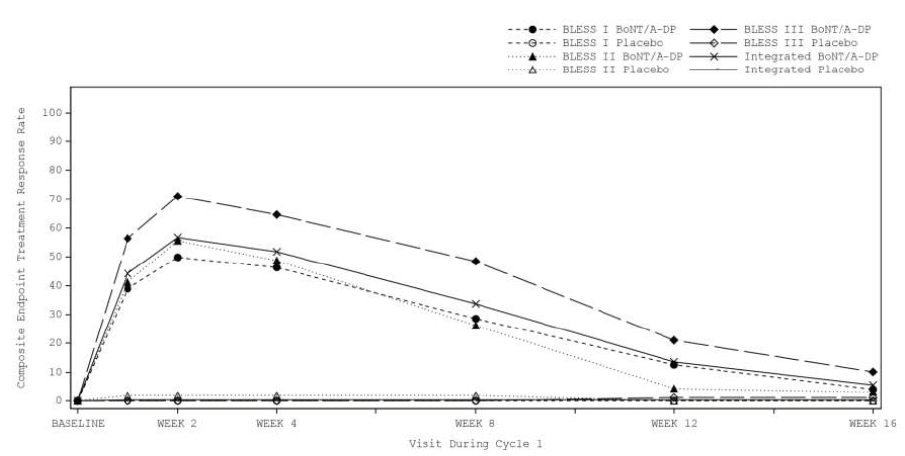 BLESS I BoNT/A-DP BLESS III BoNT/A-DP
BLESS I Placebo BLESS III Placebo
BLESS II BoNT/A-DP Integrated BoNT/A-DP
BLESS II Placebo Integrated Placebo
Composite Endpoint Treatment Response Rate
100
90
80
70
60
50
40
30
20
10
0
BASELINE WEEK 2 WEEK 4 WEEK 8 WEEK 12 WEEK 16
Visit During Cycle 1